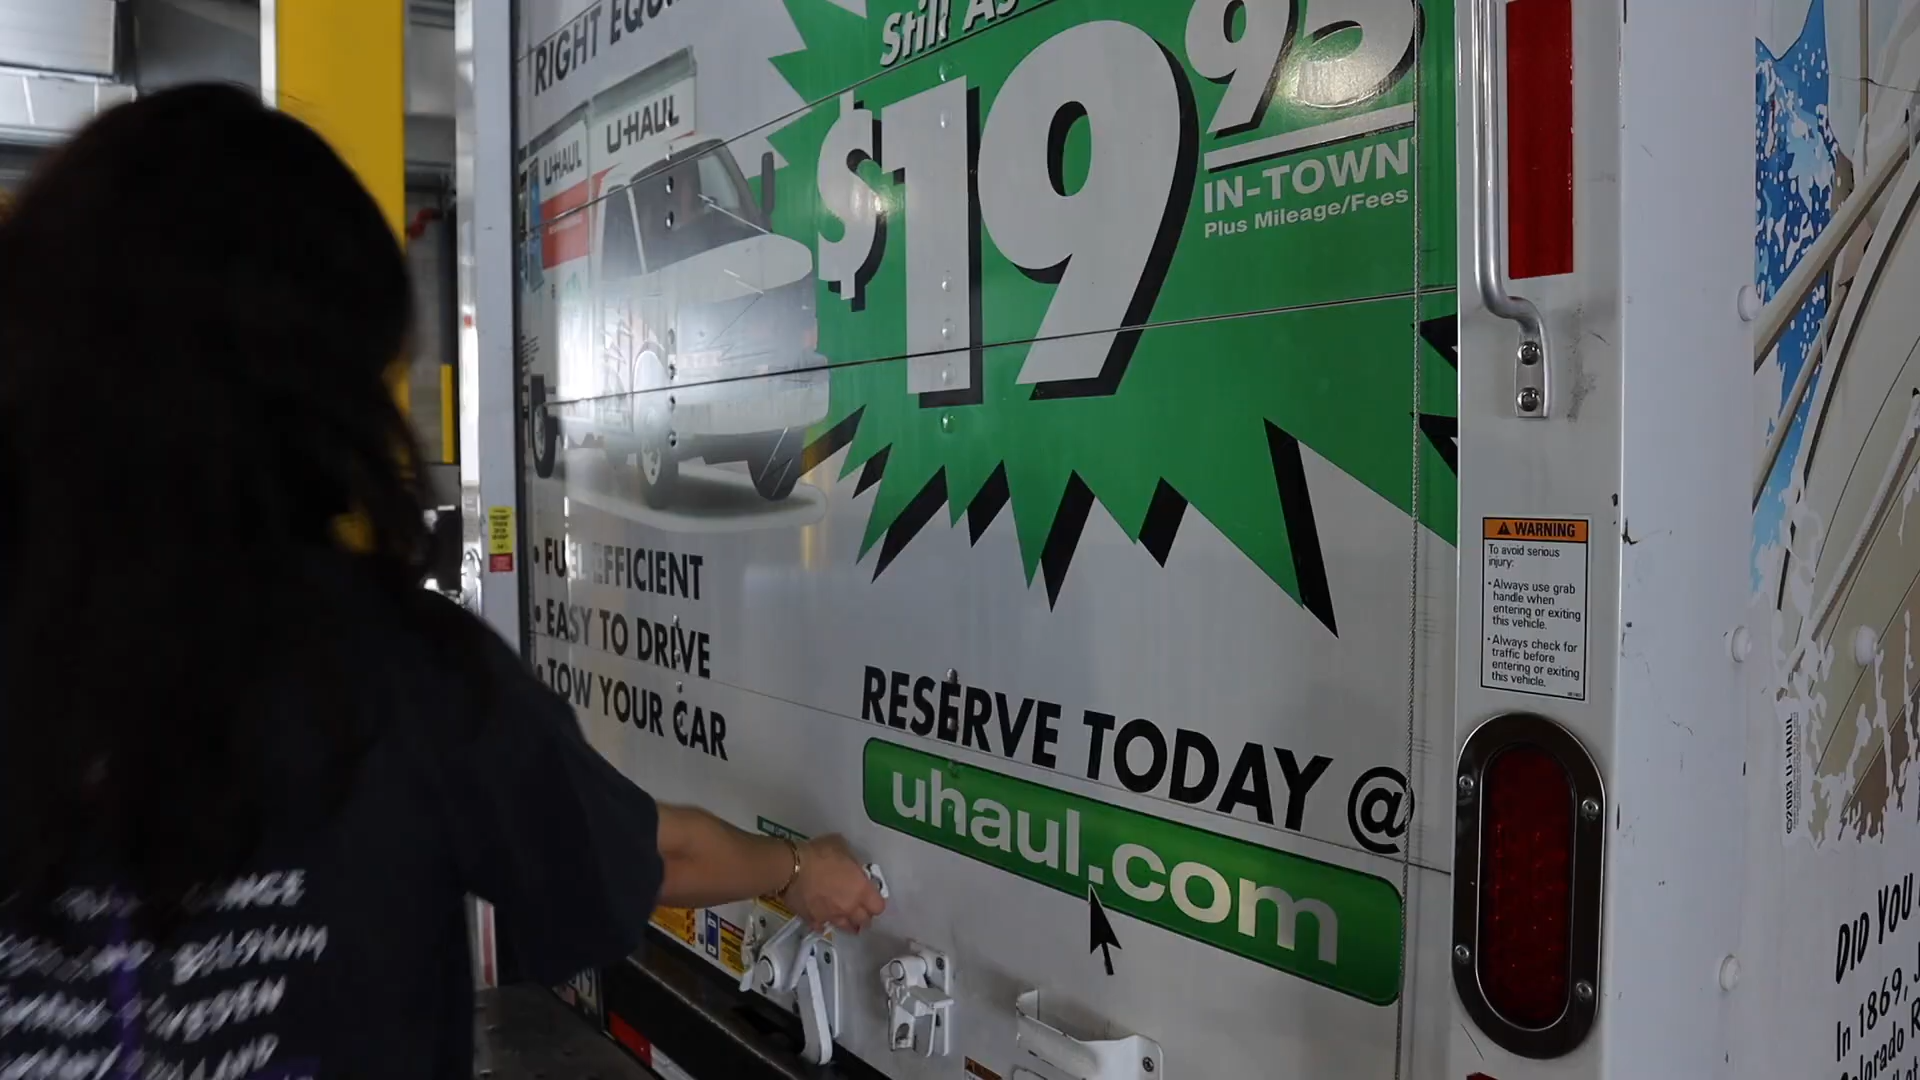 RIGHT
U-HAUL
U-HAUL
Still As
$19 95
IN-TOWN
Plus Mileage/Fees
• FUEL EFFICIENT
• EASY TO DRIVE
• TOW YOUR CAR
RESERVE TODAY @
uhaul.com
WARNING
To avoid serious
injury:
• Always use grab
handle when
entering or exiting
this vehicle.
• Always check for
traffic before
entering or exiting
this vehicle.
©2003 U-HAUL
DID YOU
In 1869,
Colorado